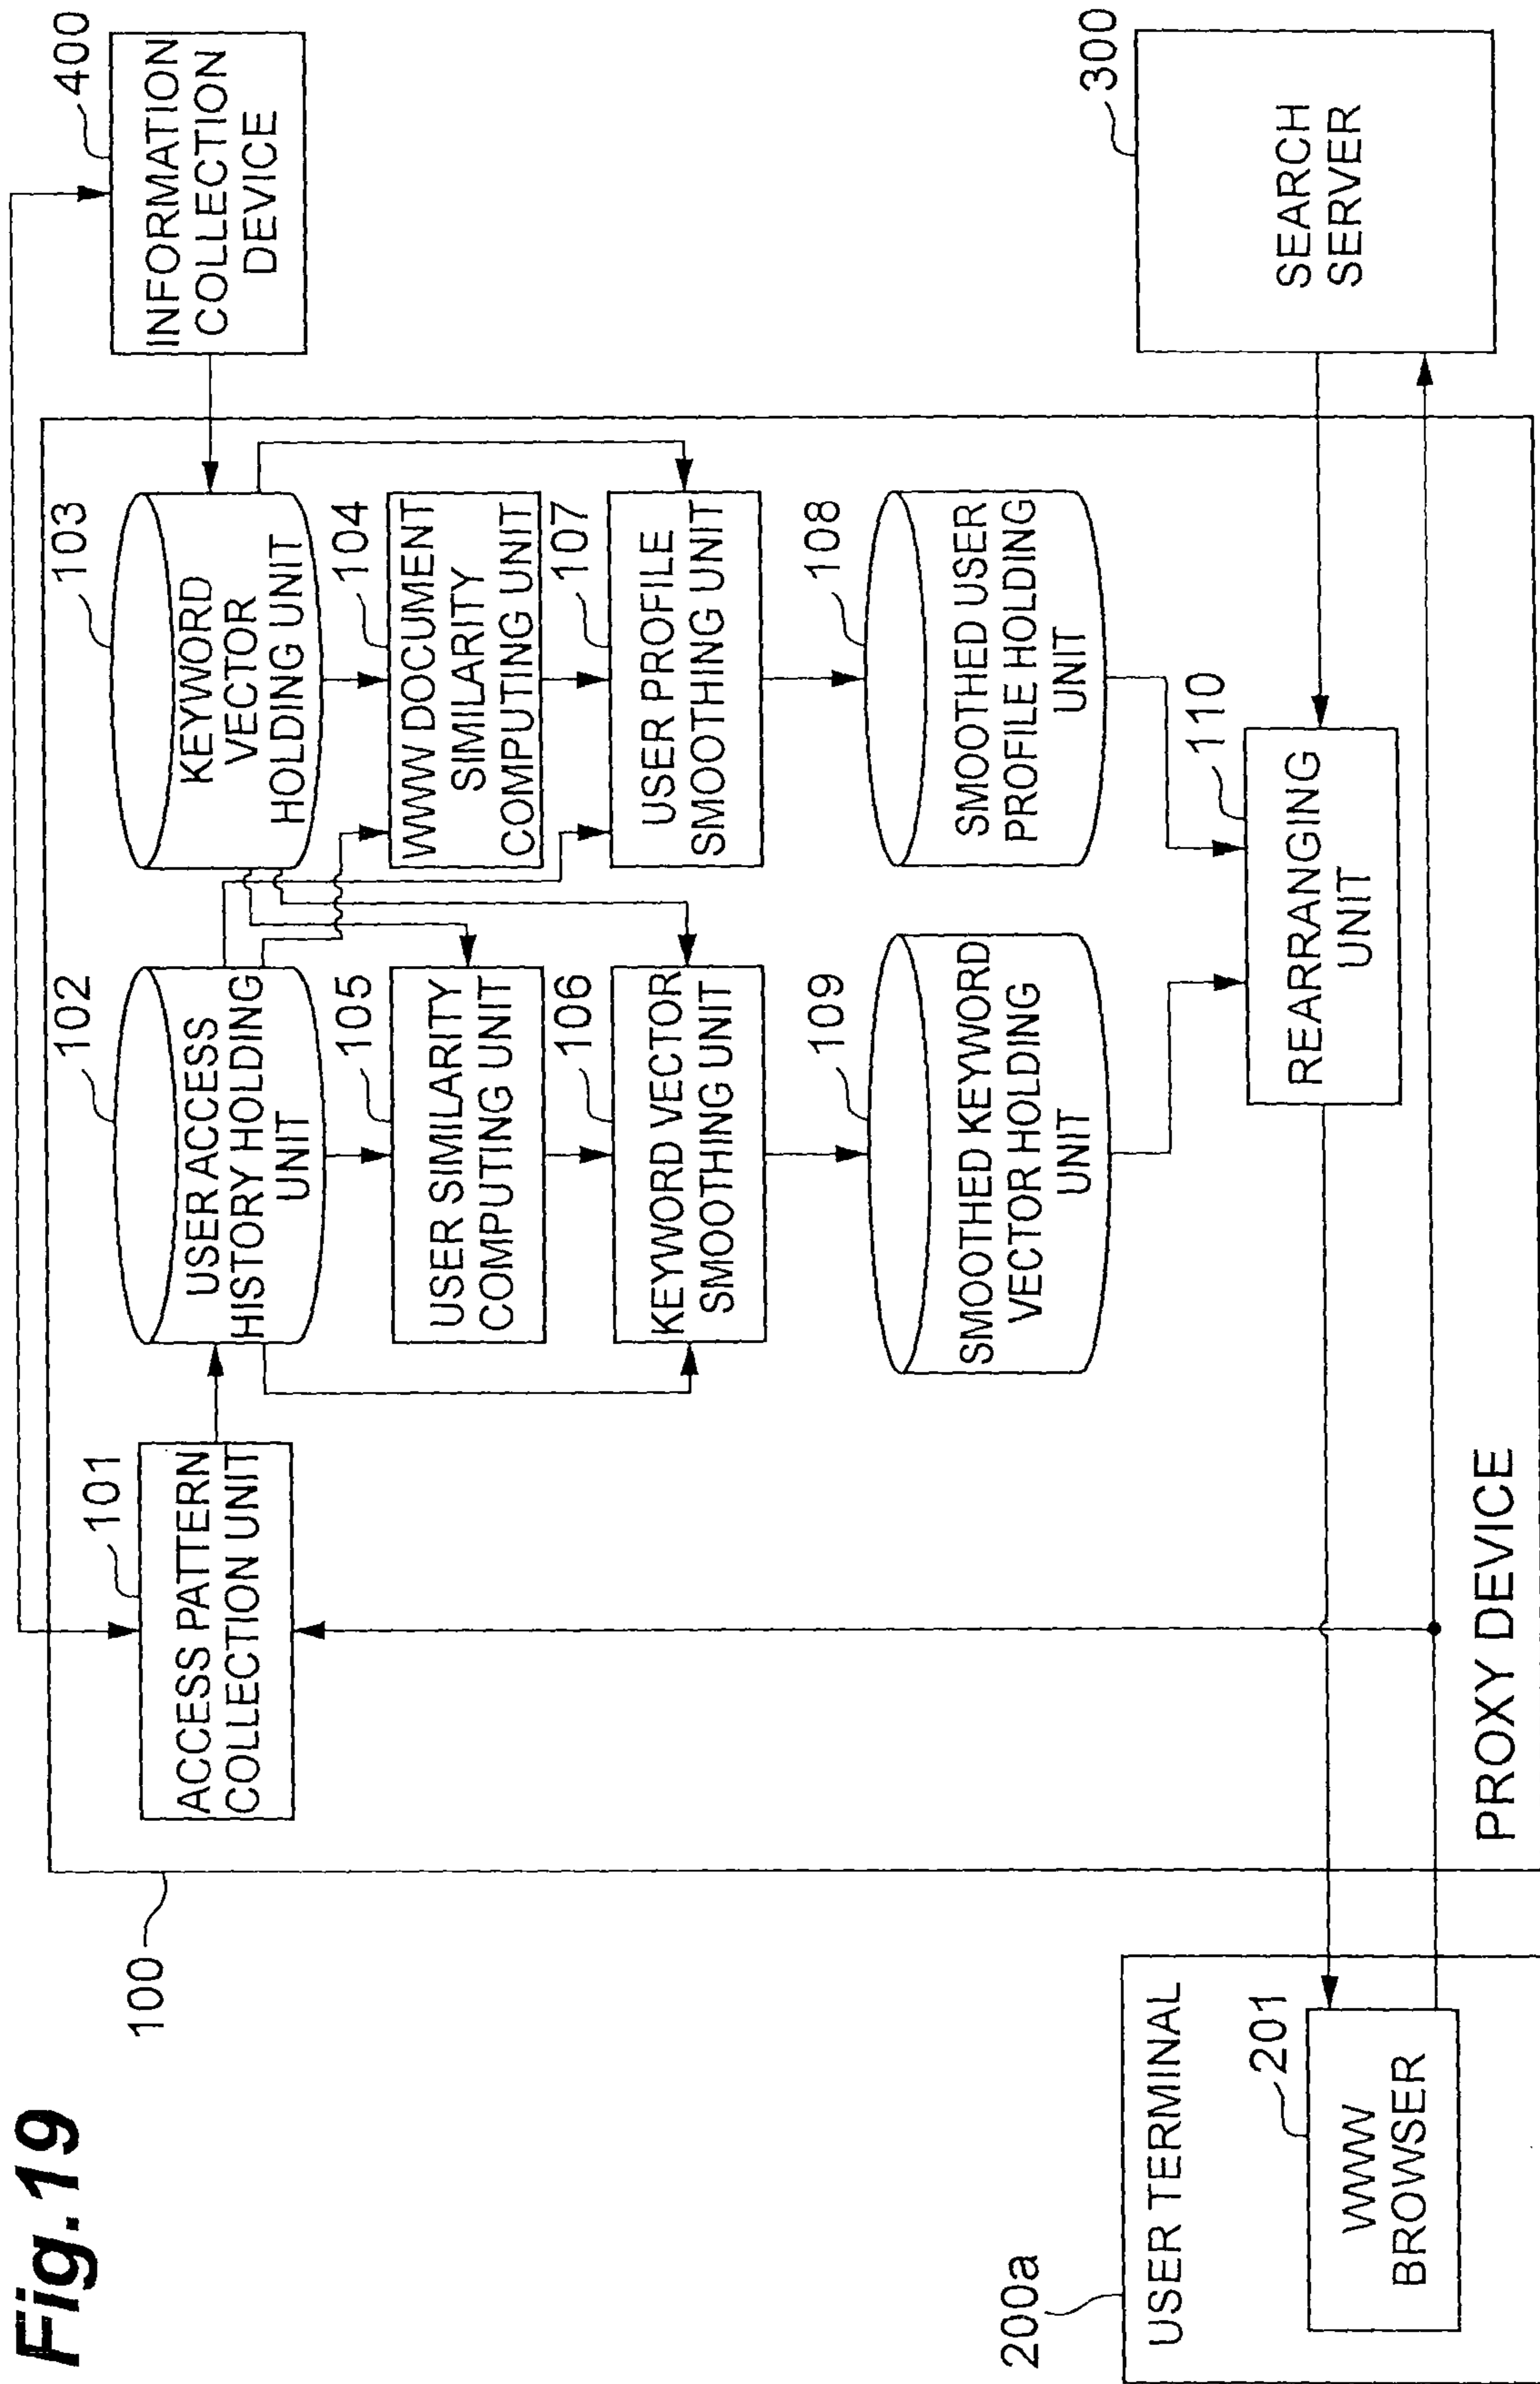 Fig.19
100
ACCESS PATTERN
COLLECTION UNIT
101
USER ACCESS
HISTORY HOLDING
UNIT
102
KEYWORD
VECTOR
HOLDING UNIT
103
INFORMATION
COLLECTION
DEVICE
400
USER SIMILARITY
COMPUTING UNIT
105
WWW DOCUMENT
SIMILARITY
COMPUTING UNIT
104
KEYWORD VECTOR
SMOOTHING UNIT
106
USER PROFILE
SMOOTHING UNIT
107
SMOOTHED KEYWORD
VECTOR HOLDING
UNIT
109
SMOOTHED USER
PROFILE HOLDING
UNIT
108
REARRANGING
UNIT
110
SEARCH
SERVER
300
200a
USER TERMINAL
WWW
BROWSER
201
PROXY DEVICE